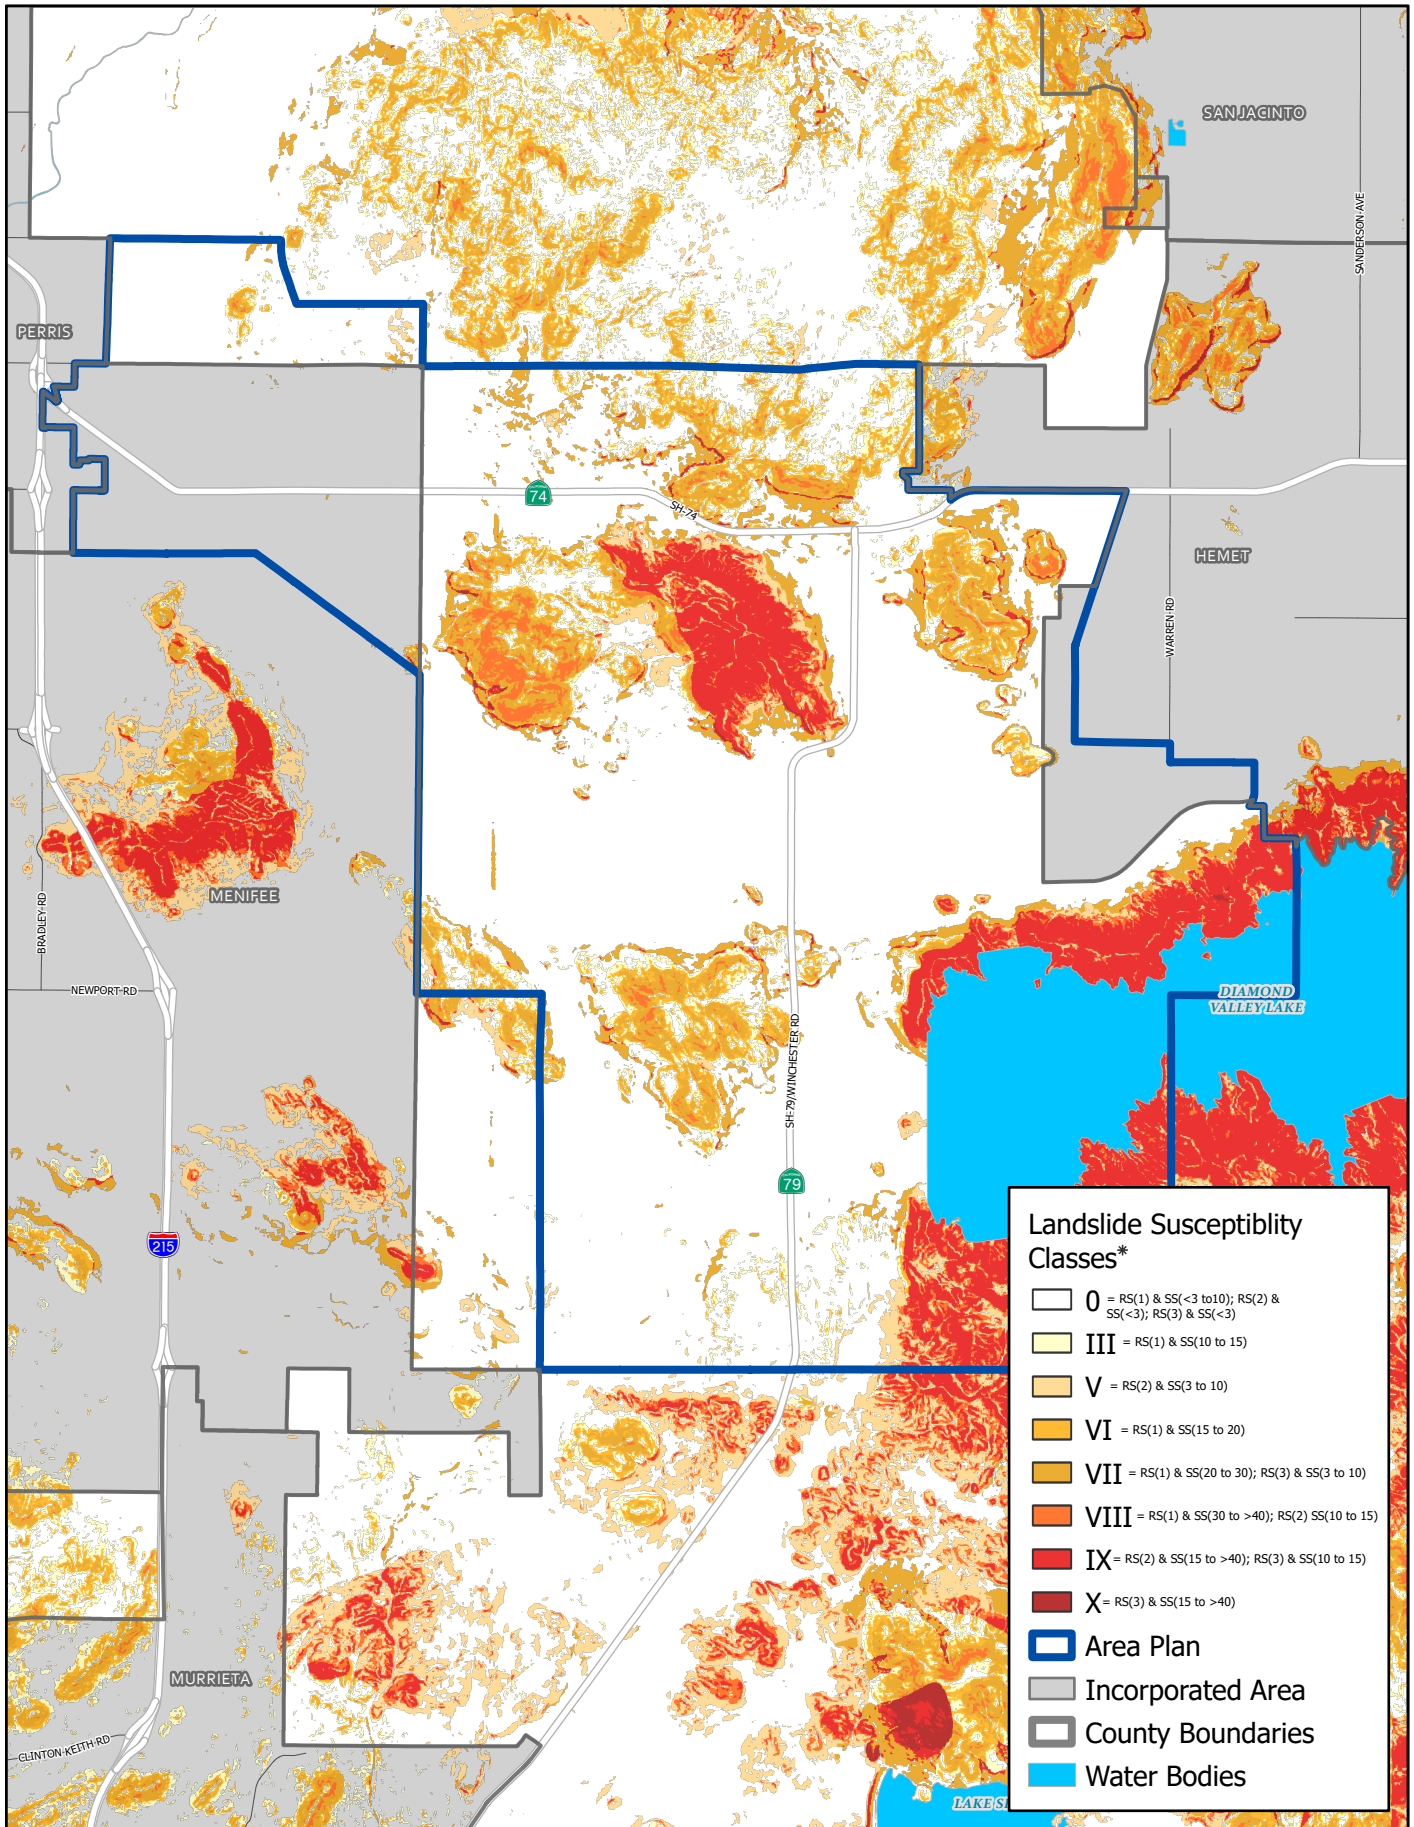 SAN JACINTO
SANDERSON AVE
PERRIS
74
SH-74
HEMET
WARREN RD
MENIFEE
BRADLEY RD
NEWPORT RD
DIAMOND
VALLEY LAKE
SH-79/WINCHESTER RD
79
215
MURRIETA
CLINTON KEITH RD
Landslide Susceptiblity
Classes*
0 = RS(1) & SS(<3 to10); RS(2) &
SS(<3); RS(3) & SS(<3)
III = RS(1) & SS(10 to 15)
V = RS(2) & SS(3 to 10)
VI = RS(1) & SS(15 to 20)
VII = RS(1) & SS(20 to 30); RS(3) & SS(3 to 10)
VIII = RS(1) & SS(30 to >40); RS(2) SS(10 to 15)
IX = RS(2) & SS(15 to >40); RS(3) & SS(10 to 15)
X = RS(3) & SS(15 to >40)
Area Plan
Incorporated Area
County Boundaries
Water Bodies
LAKE